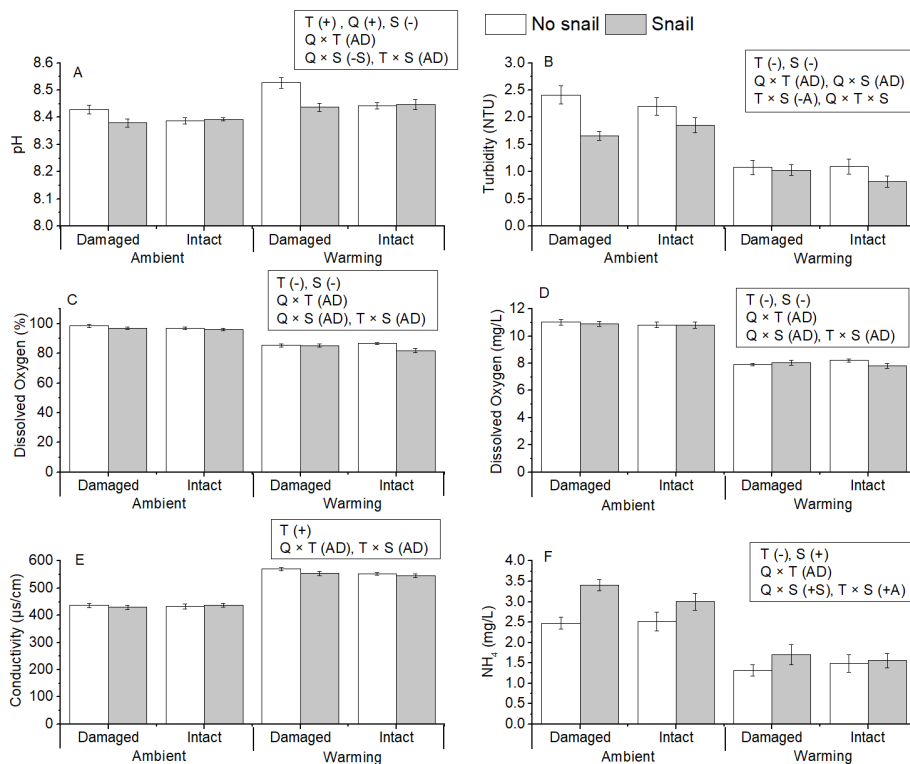 No snail Snail
A
T (+) , Q (+), S (-)
Q × T (AD)
Q × S (-S), T × S (AD)
pH
8.6
8.5
8.4
8.3
8.2
8.1
8.0
Damaged Intact Damaged Intact
Ambient Warming
B
T (-), S (-)
Q × T (AD), Q × S (AD)
T × S (-A), Q × T × S
Turbidity (NTU)
3.0
2.5
2.0
1.5
1.0
0.5
0.0
Damaged Intact Damaged Intact
Ambient Warming
C
T (-), S (-)
Q × T (AD)
Q × S (AD), T × S (AD)
Dissolved Oxygen (%)
100
80
60
40
20
0
Damaged Intact Damaged Intact
Ambient Warming
D
T (-), S (-)
Q × T (AD)
Q × S (AD), T × S (AD)
Dissolved Oxygen (mg/L)
12
10
8
6
4
2
0
Damaged Intact Damaged Intact
Ambient Warming
E
T (+)
Q × T (AD), T × S (AD)
Conductivity (µs/cm)
600
500
400
300
200
100
0
Damaged Intact Damaged Intact
Ambient Warming
F
T (-), S (+)
Q × T (AD)
Q × S (+S), T × S (+A)
NH₄ (mg/L)
4.0
3.5
3.0
2.5
2.0
1.5
1.0
0.5
0.0
Damaged Intact Damaged Intact
Ambient Warming